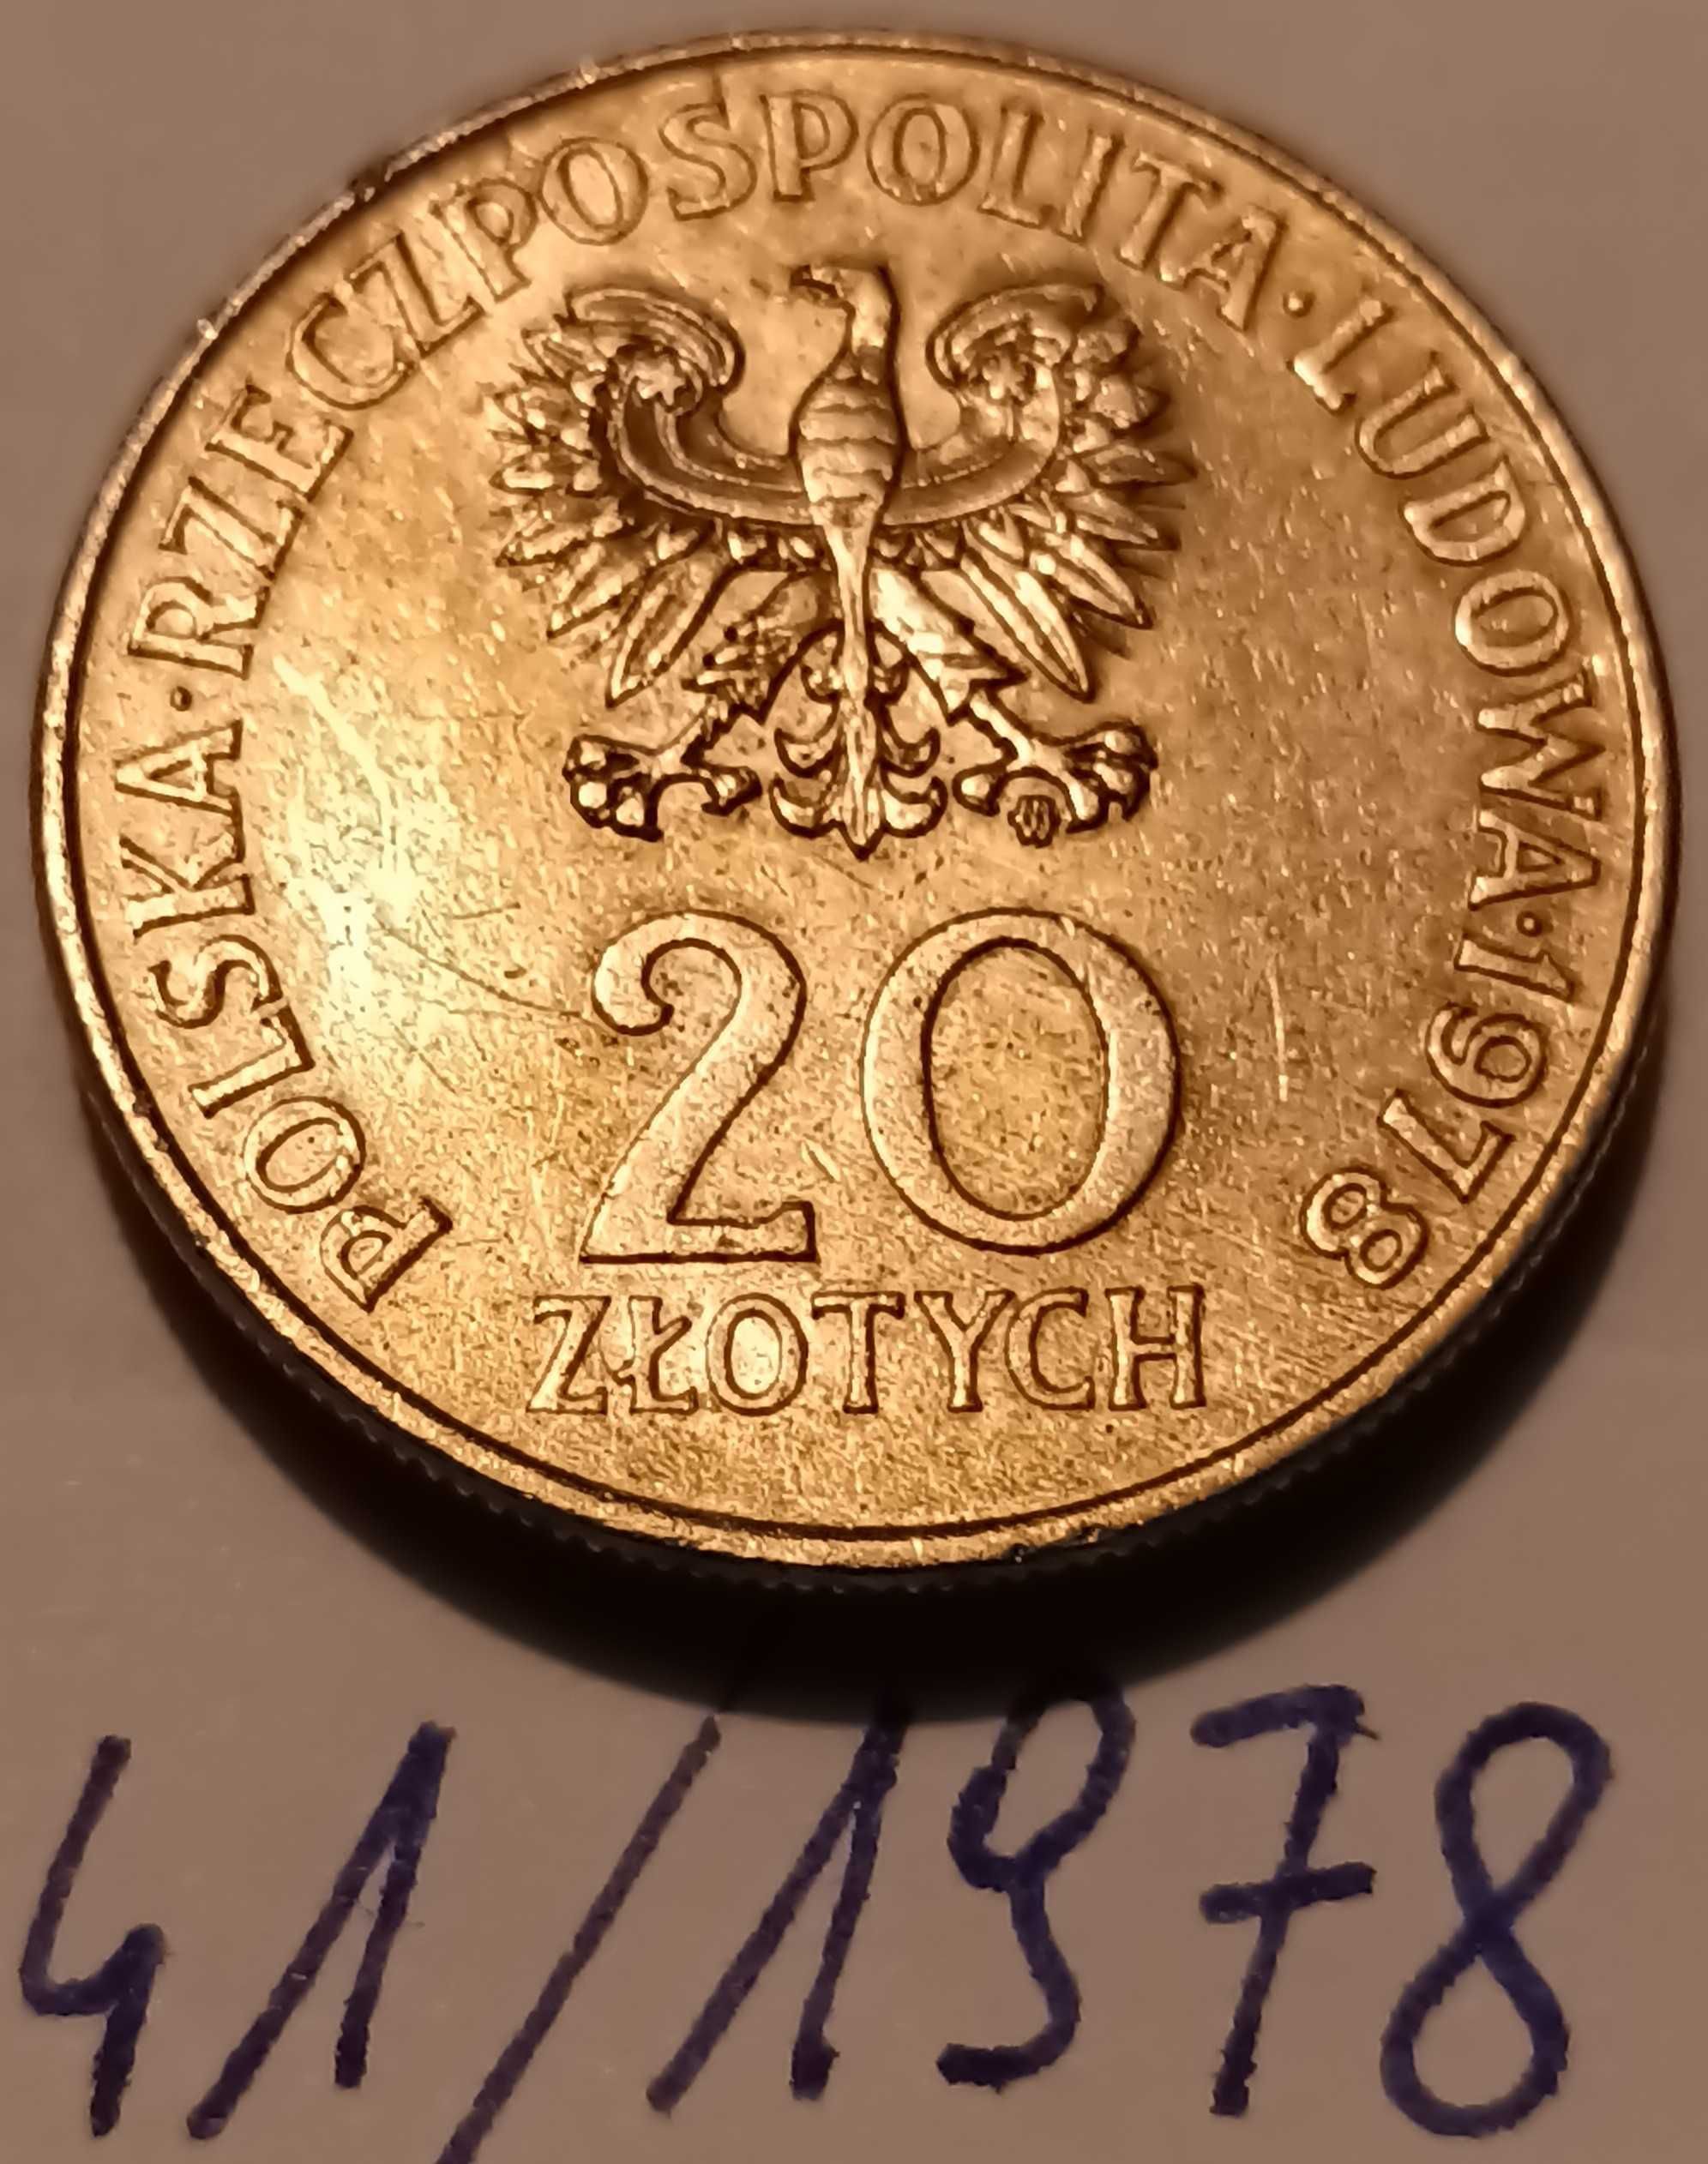 POLSKA·RZECZPOSPOLITA·LUDOWA·1978
20
ZŁOTYCH
41/1978